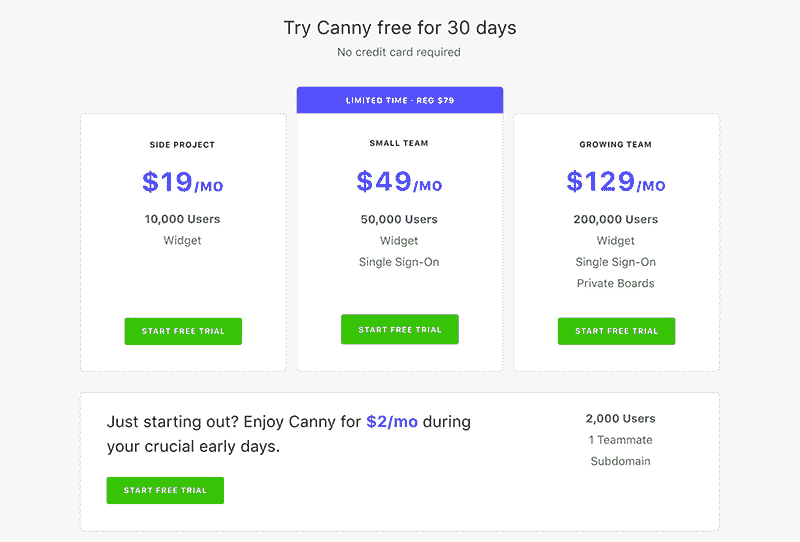 Try Canny free for 30 days
No credit card required
LIMITED TIME · REG $79
SIDE PROJECT
$19/MO
10,000 Users
Widget
START FREE TRIAL
SMALL TEAM
$49/MO
50,000 Users
Widget
Single Sign-On
START FREE TRIAL
GROWING TEAM
$129/MO
200,000 Users
Widget
Single Sign-On
Private Boards
START FREE TRIAL
Just starting out? Enjoy Canny for $2/mo during
your crucial early days.
START FREE TRIAL
2,000 Users
1 Teammate
Subdomain